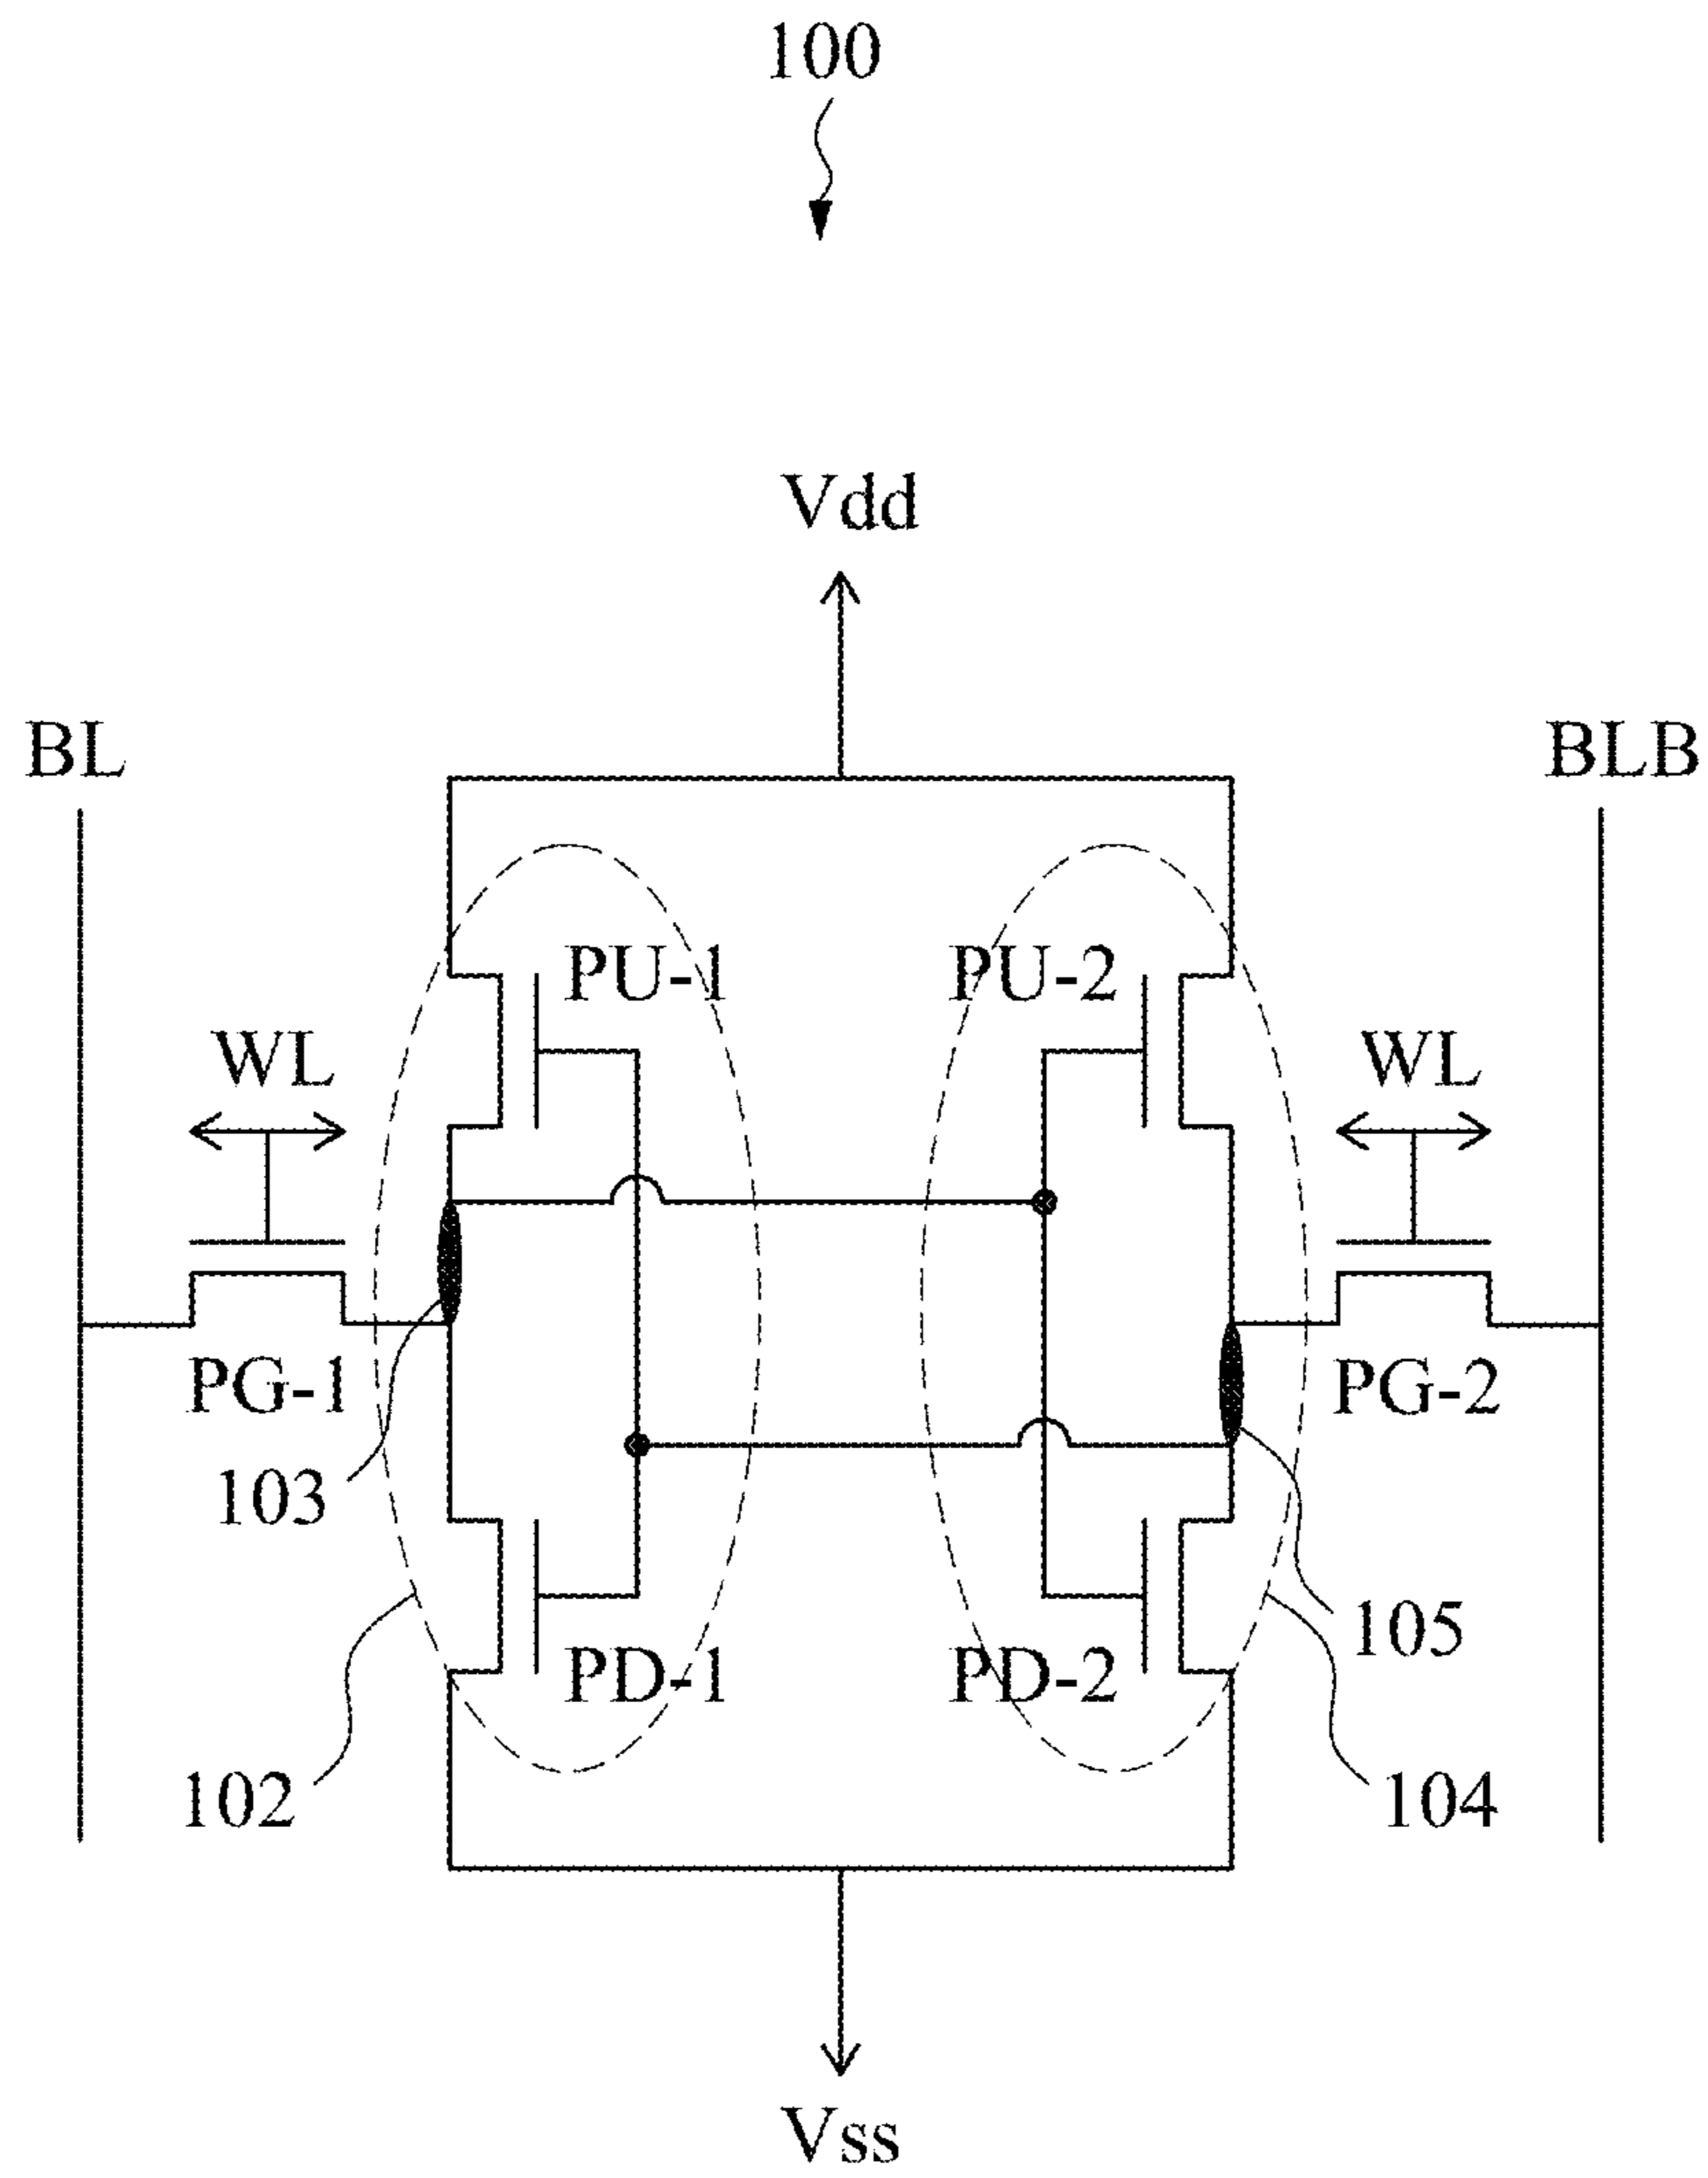 100
Vdd
BL
BLB
PU-1
PU-2
WL
WL
PG-1
PG-2
103
105
PD-1
PD-2
102
104
Vss